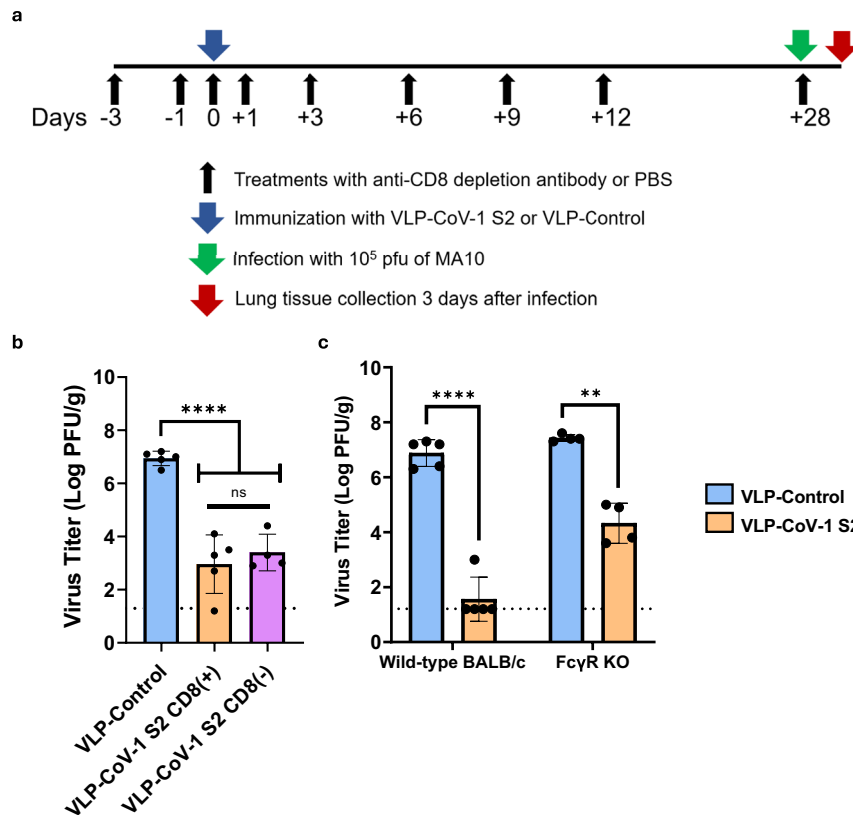 a
Days -3 -1 0 +1 +3 +6 +9 +12 +28
Treatments with anti-CD8 depletion antibody or PBS
Immunization with VLP-CoV-1 S2 or VLP-Control
Infection with 10⁵ pfu of MA10
Lung tissue collection 3 days after infection
b
Virus Titer (Log PFU/g)
10
8
6
4
2
0
****
ns
VLP-Control
VLP-CoV-1 S2 CD8(+)
VLP-CoV-1 S2 CD8(-)
c
Virus Titer (Log PFU/g)
10
8
6
4
2
0
****
**
Wild-type BALB/c
FcγR KO
VLP-Control
VLP-CoV-1 S2